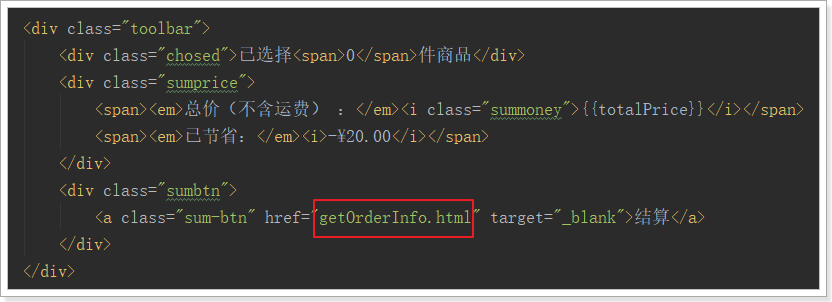 <div class="toolbar">
<div class="chosed">已选择<span>0</span>件商品</div>
<div class="sumprice">
<span><em>总价（不含运费） ：</em><i class="summoney">{{totalPrice}}</i></span>
<span><em>已节省：</em><i>-¥20.00</i></span>
</div>
<div class="sumbtn">
<a class="sum-btn" href="getOrderInfo.html" target="_blank">结算</a>
</div>
</div>